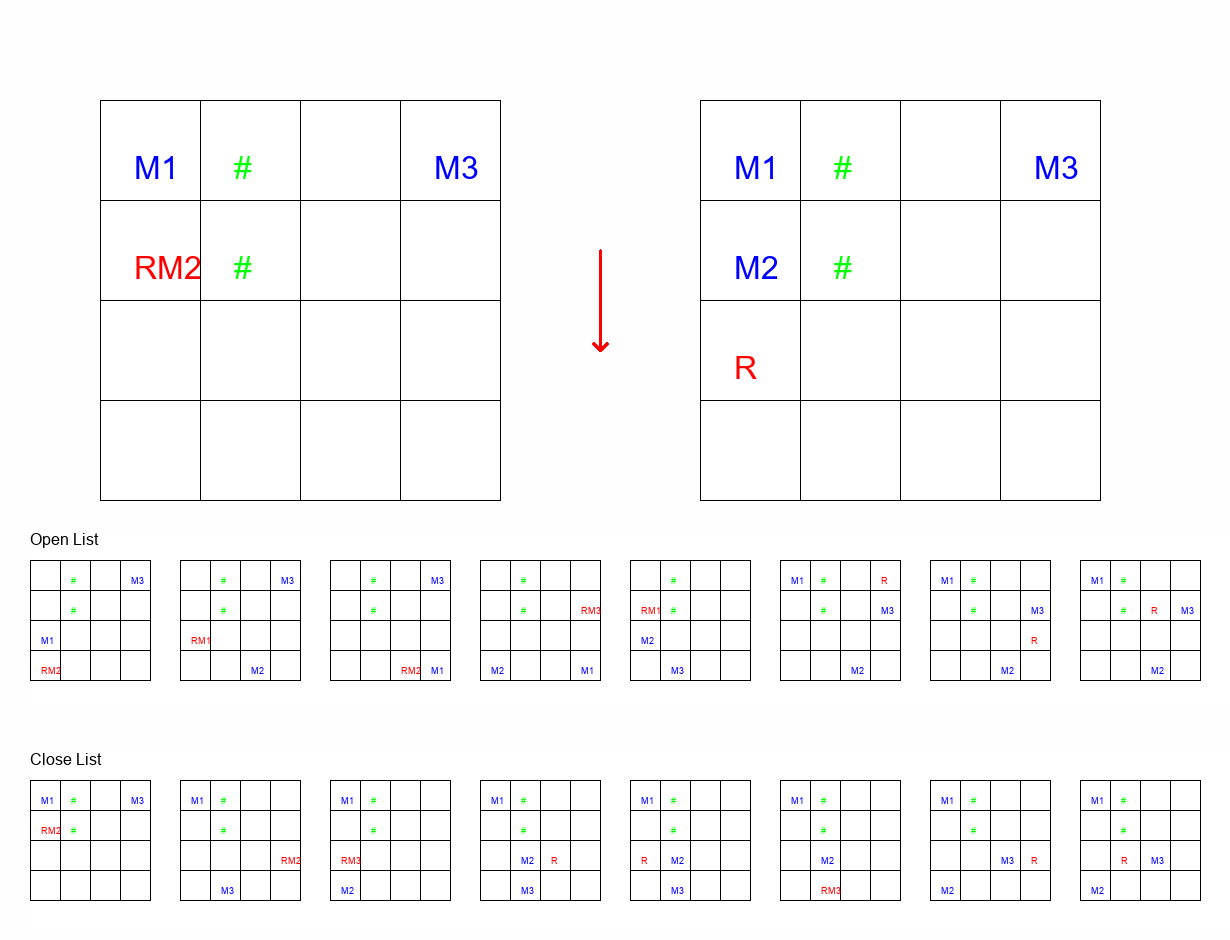 M1 # M3 M1 # M3
RM2 # M2 #
R
Open List
# M3 # M3 # M3 # # M1 # R M1 # M1 #
# # # # RM3 RM1 # # M3 # M3 # R M3
M1 RM1 M2 R
RM2 M2 RM2 M1 M2 M1 M3 M2 M2 M2
Close List
M1 # M3 M1 # M1 # M1 # M1 # M1 # M1 # M1 #
RM2 # # # # # # # #
RM2 RM3 M2 R R M2 M2 M3 R R M3
M3 M2 M3 M3 RM3 M2 M2